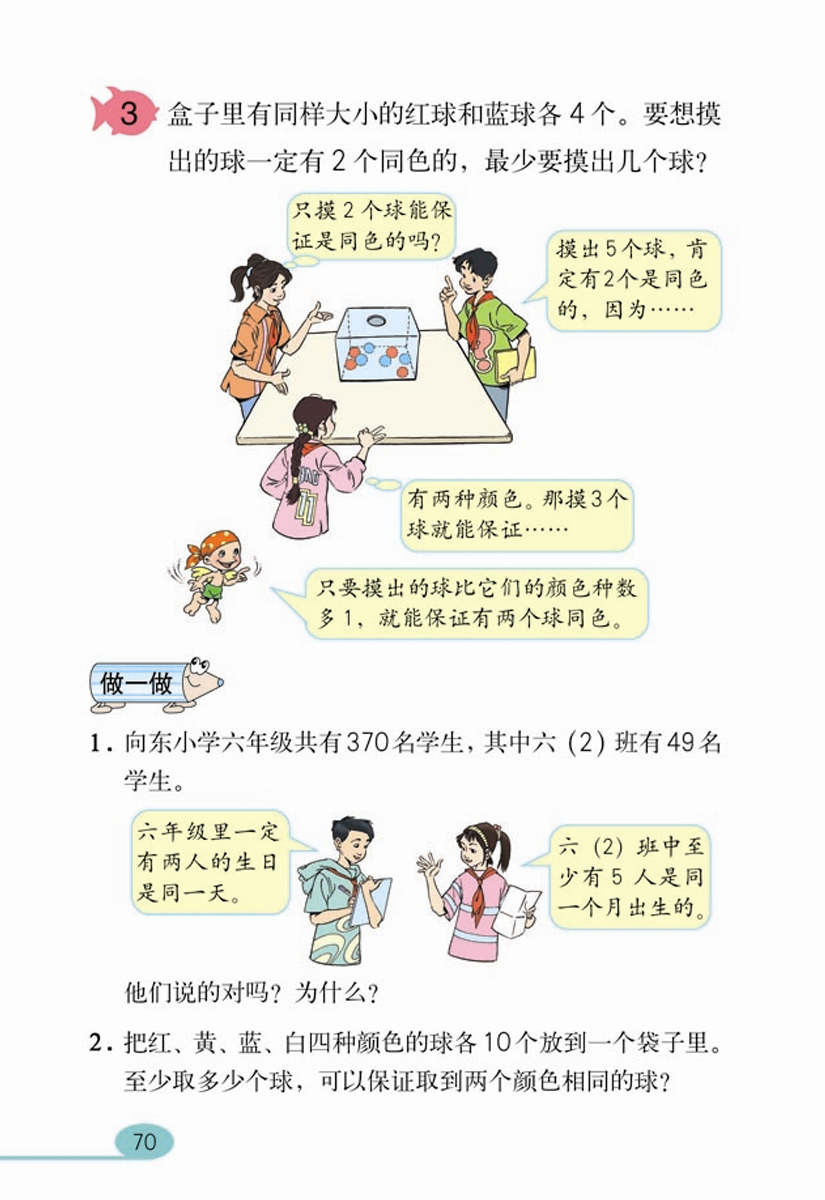 3
盒子里有同样大小的红球和蓝球各 4 个。要想摸
出的球一定有 2 个同色的，最少要摸出几个球？
只摸 2 个球能保
证是同色的吗？
摸出 5 个球，肯
定有2个是同色
的，因为……
有两种颜色。那摸 3 个
球就能保证……
只要摸出的球比它们的颜色种数
多 1，就能保证有两个球同色。
做一做
1. 向东小学六年级共有 370 名学生，其中六 (2) 班有 49 名
学生。
六年级里一定
有两人的生日
是同一天。
六 (2) 班中至
少有 5 人是同
一个月出生的。
他们说的对吗？为什么？
2. 把红、黄、蓝、白四种颜色的球各 10 个放到一个袋子里。
至少取多少个球，可以保证取到两个颜色相同的球？
70